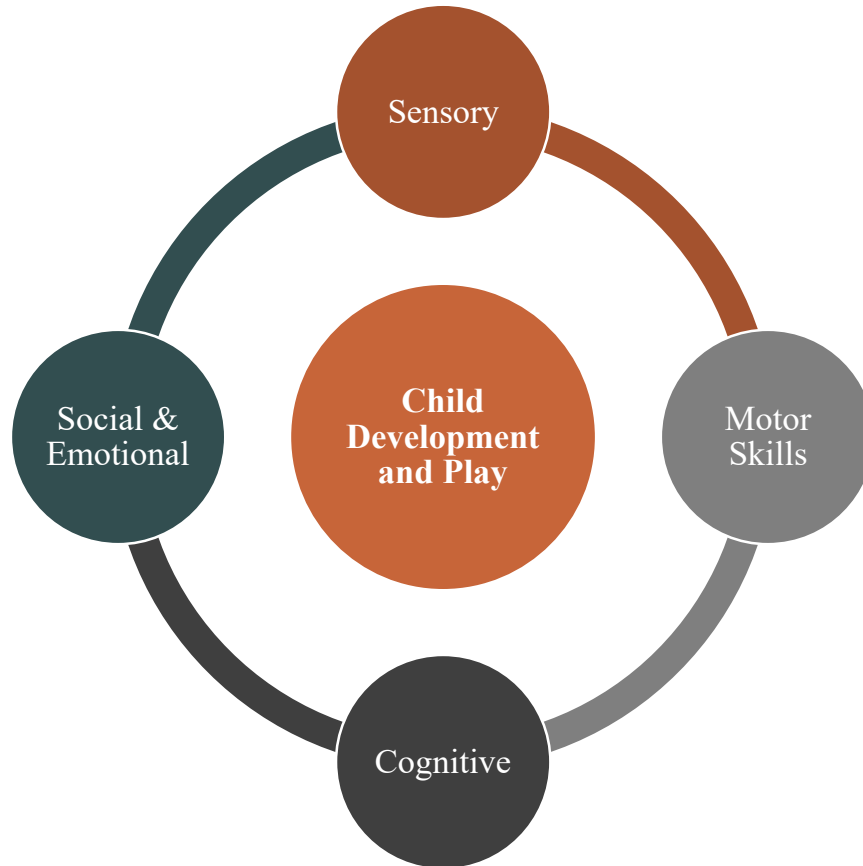 Sensory
Social &
Emotional
Child
Development
and Play
Motor
Skills
Cognitive